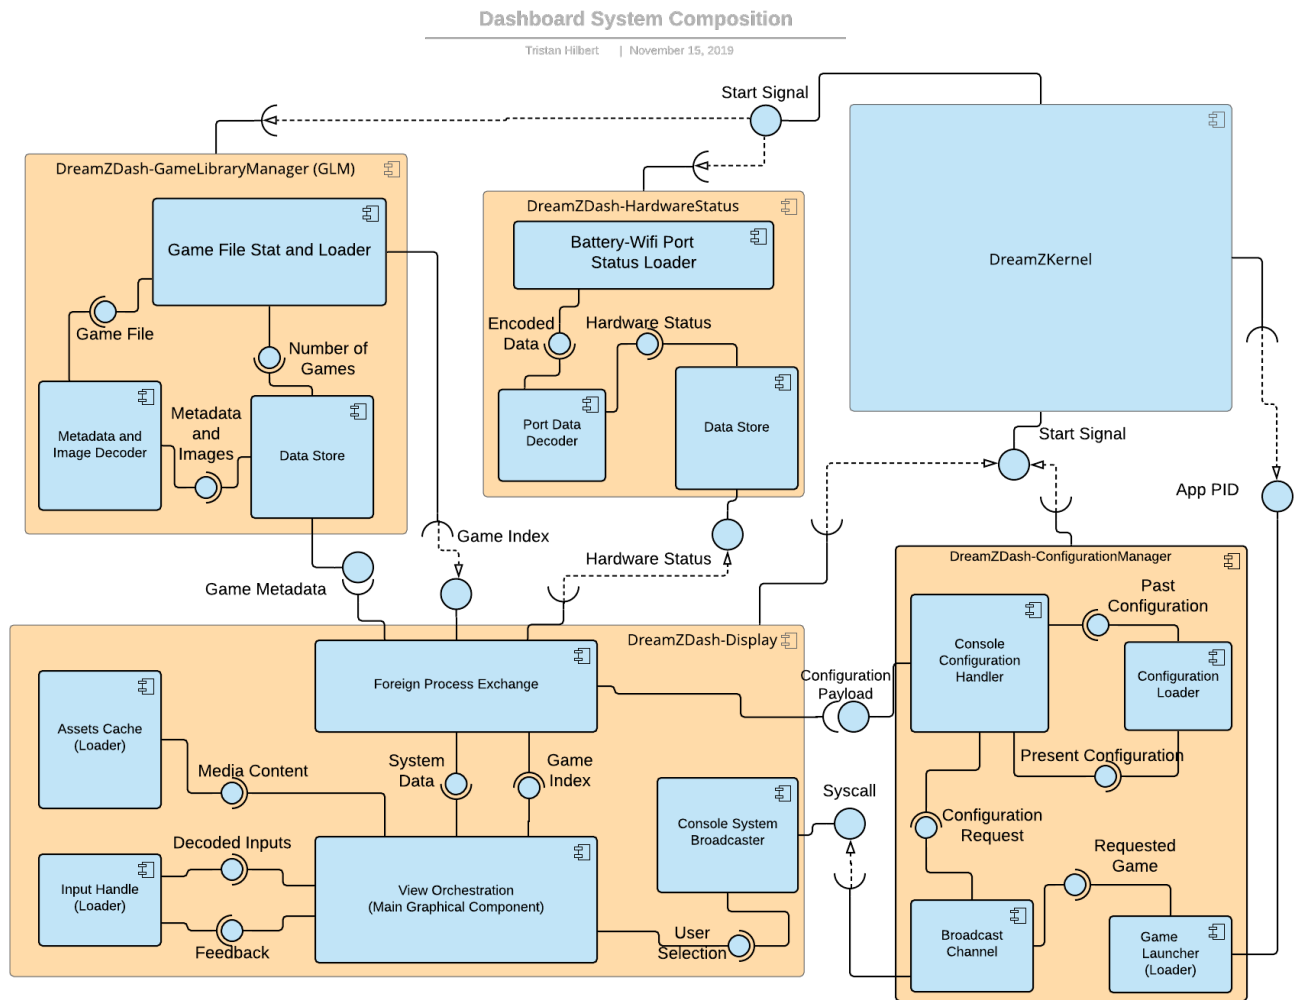 Dashboard System Composition
Tristan Hilbert | November 15, 2019
Start Signal
DreamZDash-GameLibraryManager (GLM)
Game File Stat and Loader
Game File
Number of
Games
Metadata and
Image Decoder
Metadata
and
Images
Data Store
DreamZDash-HardwareStatus
Battery-Wifi Port
Status Loader
Encoded
Data
Hardware Status
Port Data
Decoder
Data Store
DreamZKernel
Start Signal
App PID
Game Index
Hardware Status
Game Metadata
DreamZDash-Display
Foreign Process Exchange
Assets Cache
(Loader)
Media Content
System
Data
Game
Index
Decoded Inputs
Input Handle
(Loader)
Feedback
View Orchestration
(Main Graphical Component)
Console System
Broadcaster
User
Selection
Configuration
Payload
Syscall
DreamZDash-ConfigurationManager
Past
Configuration
Console
Configuration
Handler
Configuration
Loader
Present Configuration
Configuration
Request
Requested
Game
Broadcast
Channel
Game
Launcher
(Loader)